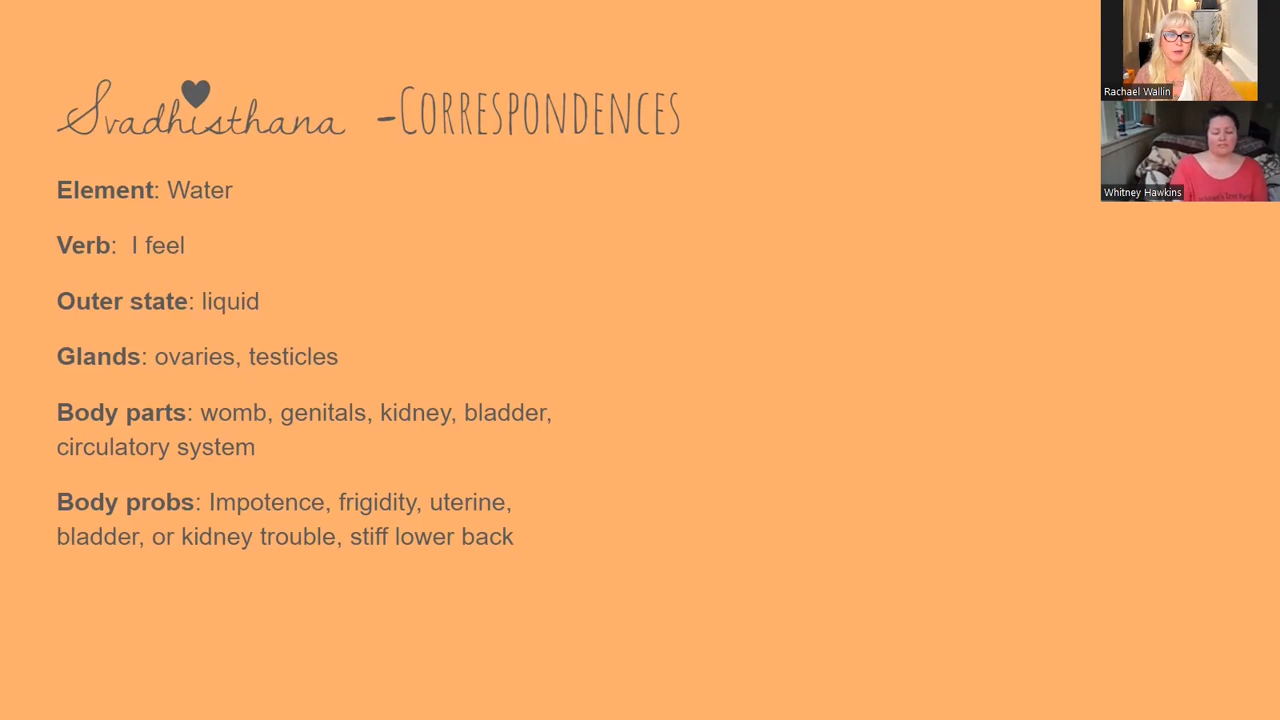 Svadhisthana -CORRESPONDENCES
Element: Water
Verb:  I feel
Outer state: liquid
Glands: ovaries, testicles
Body parts: womb, genitals, kidney, bladder,
circulatory system
Body probs: Impotence, frigidity, uterine,
bladder, or kidney trouble, stiff lower back
Rachael Wallin
Whitney Hawkins